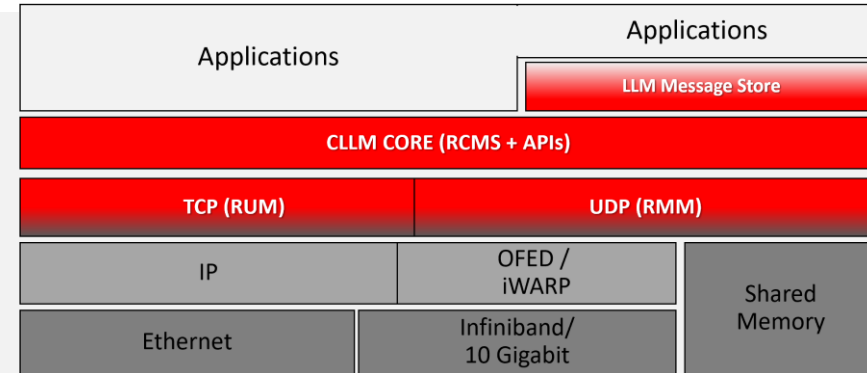 Applications
Applications
LLM Message Store
CLLM CORE (RCMS + APIs)
TCP (RUM)
UDP (RMM)
IP
OFED /
iWARP
Shared
Memory
Ethernet
Infiniband/
10 Gigabit